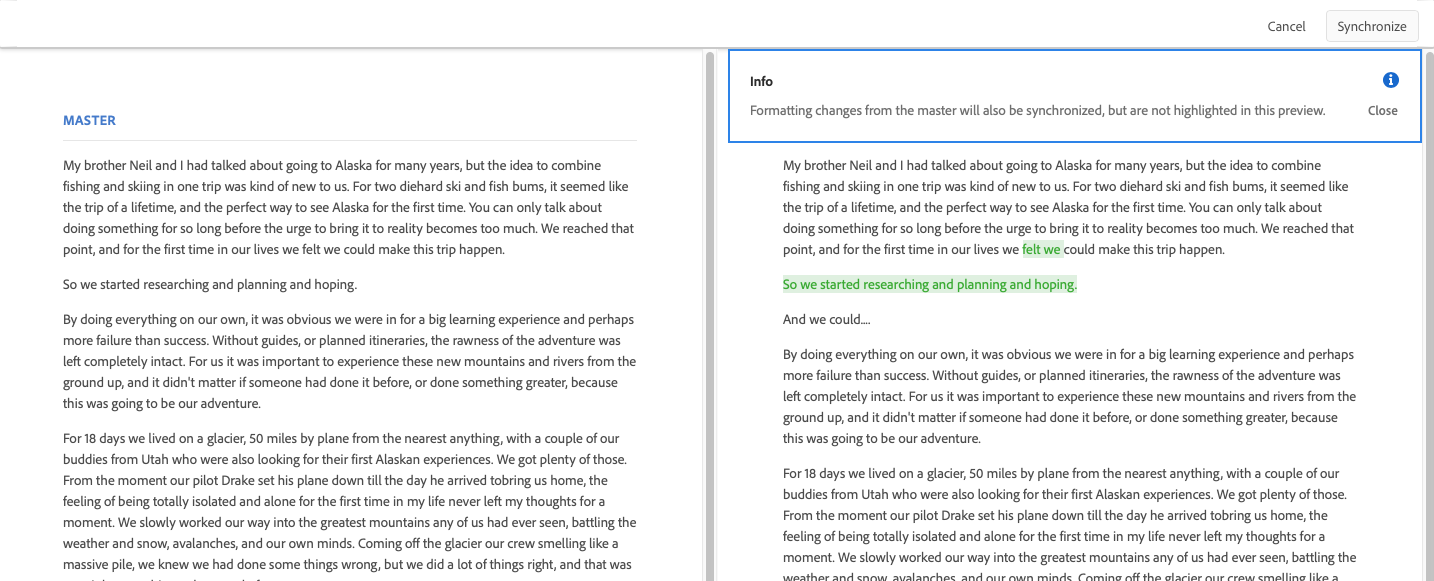 Cancel
Synchronize
MASTER
My brother Neil and I had talked about going to Alaska for many years, but the idea to combine
fishing and skiing in one trip was kind of new to us. For two diehard ski and fish bums, it seemed like
the trip of a lifetime, and the perfect way to see Alaska for the first time. You can only talk about
doing something for so long before the urge to bring it to reality becomes too much. We reached that
point, and for the first time in our lives we felt we could make this trip happen.
So we started researching and planning and hoping.
By doing everything on our own, it was obvious we were in for a big learning experience and perhaps
more failure than success. Without guides, or planned itineraries, the rawness of the adventure was
left completely intact. For us it was important to experience these new mountains and rivers from the
ground up, and it didn't matter if someone had done it before, or done something greater, because
this was going to be our adventure.
For 18 days we lived on a glacier, 50 miles by plane from the nearest anything, with a couple of our
buddies from Utah who were also looking for their first Alaskan experiences. We got plenty of those.
From the moment our pilot Drake set his plane down till the day he arrived tobring us home, the
feeling of being totally isolated and alone for the first time in my life never left my thoughts for a
moment. We slowly worked our way into the greatest mountains any of us had ever seen, battling the
weather and snow, avalanches, and our own minds. Coming off the glacier our crew smelling like a
massive pile, we knew we had done some things wrong, but we did a lot of things right, and that was
Info
Formatting changes from the master will also be synchronized, but are not highlighted in this preview.
Close
My brother Neil and I had talked about going to Alaska for many years, but the idea to combine
fishing and skiing in one trip was kind of new to us. For two diehard ski and fish bums, it seemed like
the trip of a lifetime, and the perfect way to see Alaska for the first time. You can only talk about
doing something for so long before the urge to bring it to reality becomes too much. We reached that
point, and for the first time in our lives we felt we could make this trip happen.
So we started researching and planning and hoping.
And we could....
By doing everything on our own, it was obvious we were in for a big learning experience and perhaps
more failure than success. Without guides, or planned itineraries, the rawness of the adventure was
left completely intact. For us it was important to experience these new mountains and rivers from the
ground up, and it didn't matter if someone had done it before, or done something greater, because
this was going to be our adventure.
For 18 days we lived on a glacier, 50 miles by plane from the nearest anything, with a couple of our
buddies from Utah who were also looking for their first Alaskan experiences. We got plenty of those.
From the moment our pilot Drake set his plane down till the day he arrived tobring us home, the
feeling of being totally isolated and alone for the first time in my life never left my thoughts for a
moment. We slowly worked our way into the greatest mountains any of us had ever seen, battling the
weather and snow, avalanches, and our own minds. Coming off the glacier our crew smelling like a